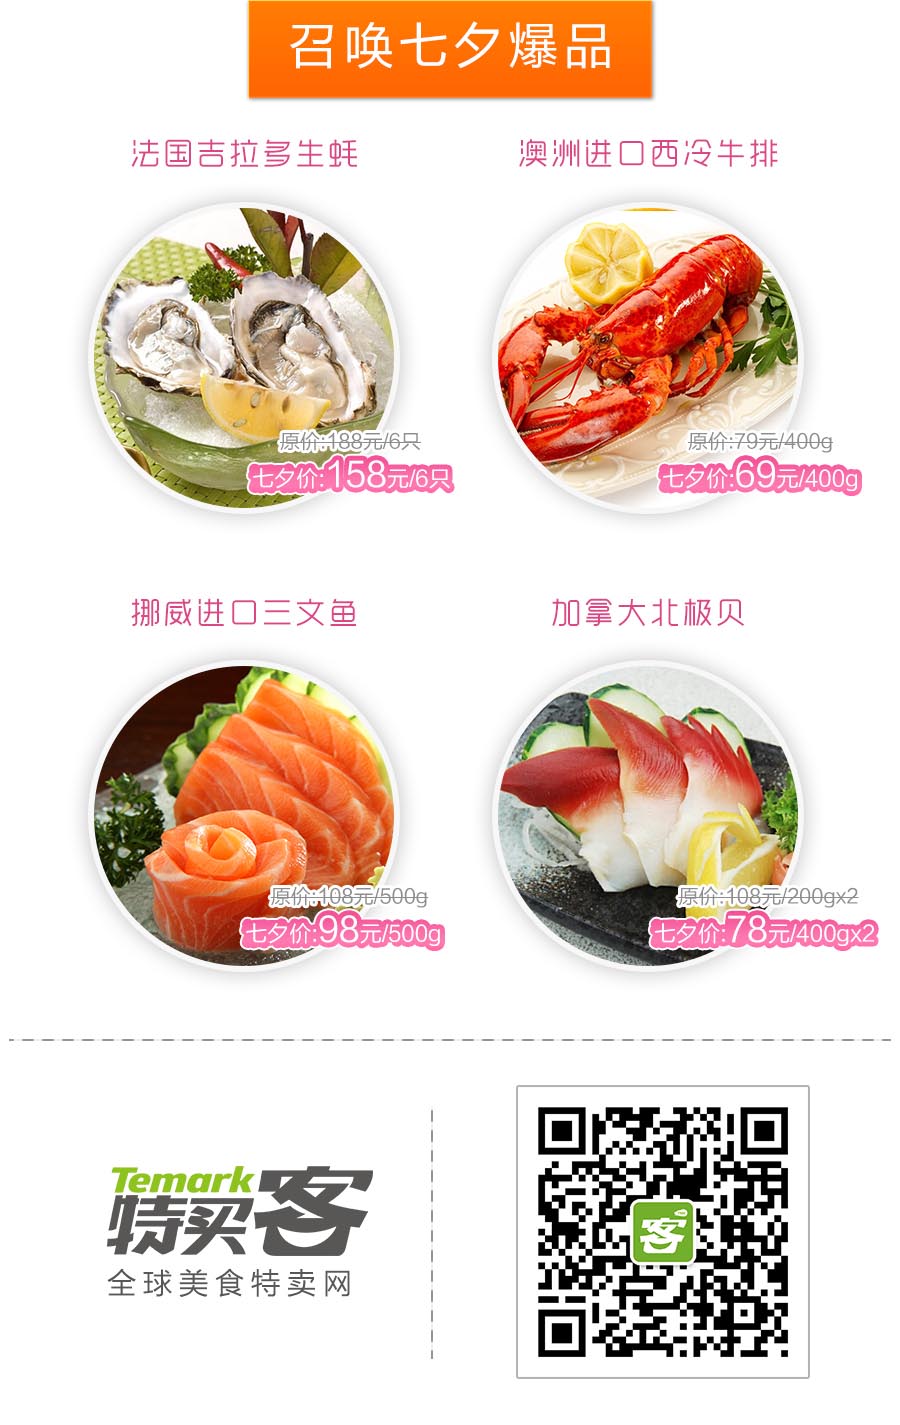 召唤七夕爆品
法国吉拉多生蚝
澳洲进口西冷牛排
原价:188元/6只
七夕价:158元/6只
原价:79元/400g
七夕价:69元/400g
挪威进口三文鱼
加拿大北极贝
原价:108元/500g
七夕价:98元/500g
原价:108元/200gx2
七夕价:78元/400gx2
Temark
特买客
全球美食特卖网
客